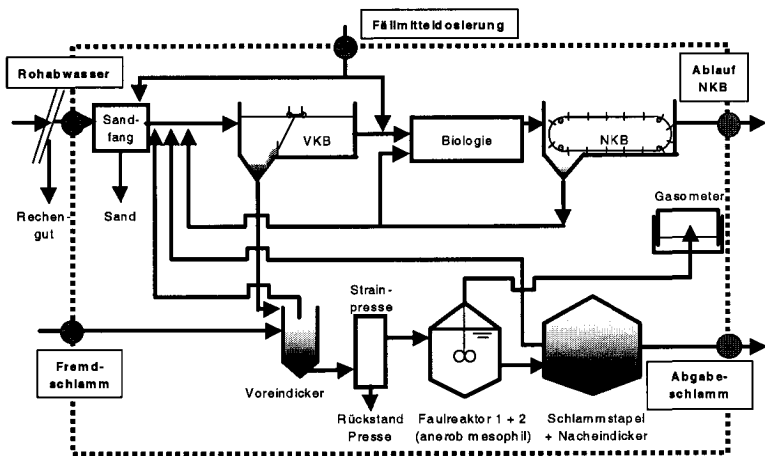 Fällmitteldosierung
Rohabwasser
Ablauf
NKB
Sand-
fang
VKB
Biologie
NKB
Rechen-
gut
Sand
Gasometer
Strain-
presse
Fremd-
schlamm
Voreindicker
Rückstand
Presse
Faulreaktor 1 + 2
(anerob mesophil)
Schlammstapel
+ Nacheindicker
Abgabe-
schlamm